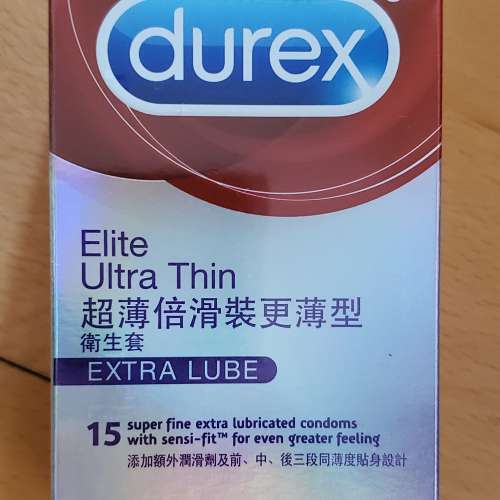 durex
Elite
Ultra Thin
超薄倍滑裝更薄型
衛生套
EXTRA LUBE
15 super fine extra lubricated condoms
with sensi-fit™ for even greater feeling
添加額外潤滑劑及前、中、後三段同薄度貼身設計